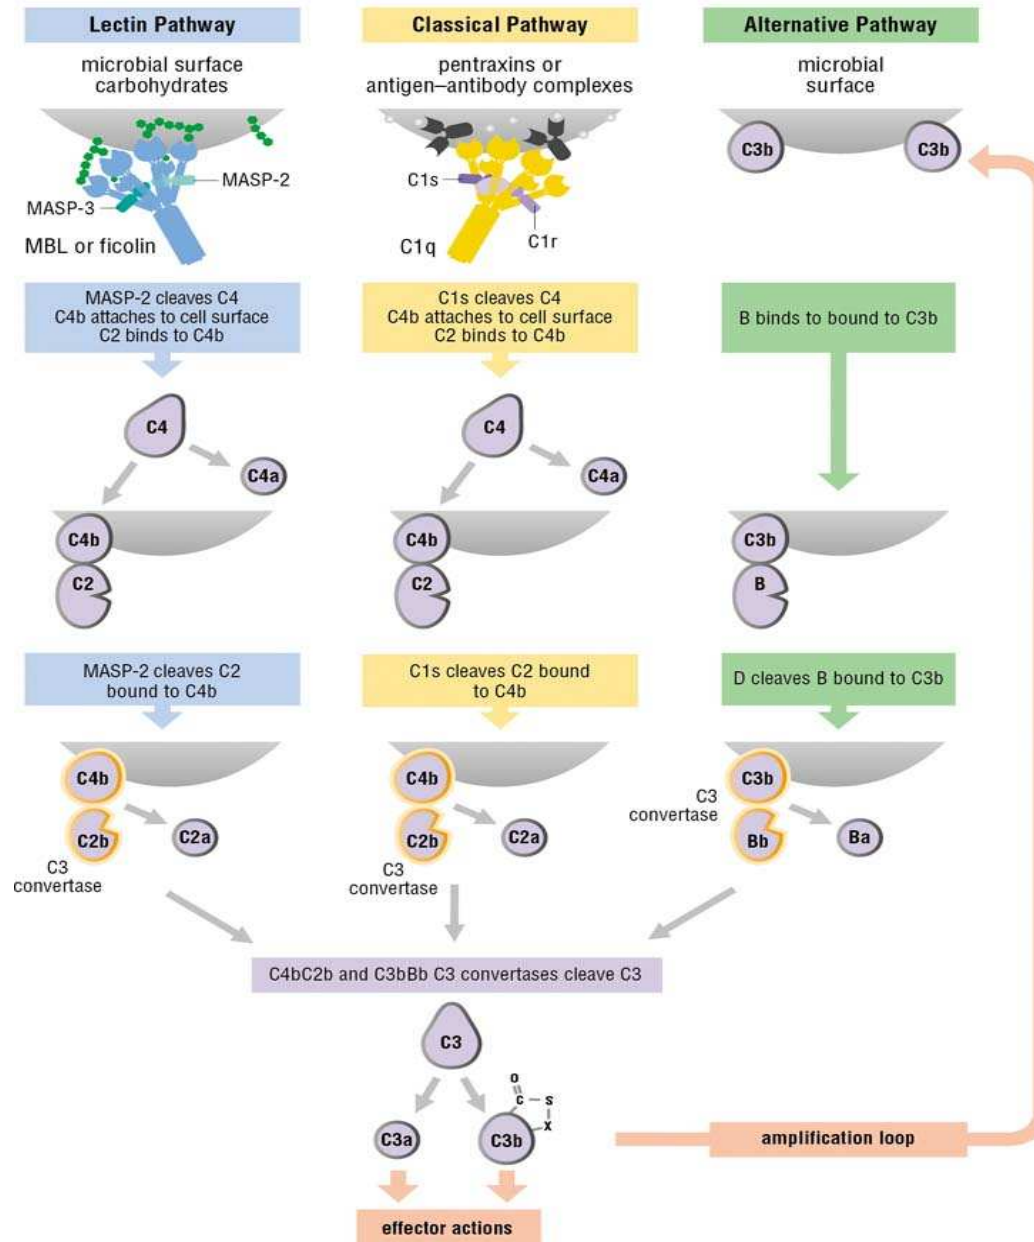 Lectin Pathway
Classical Pathway
Alternative Pathway
microbial surface
carbohydrates
pentraxins or
antigen–antibody complexes
microbial
surface
MASP-2
MASP-3
MBL or ficolin
C1s
C1q
C1r
C3b
C3b
MASP-2 cleaves C4
C4b attaches to cell surface
C2 binds to C4b
C1s cleaves C4
C4b attaches to cell surface
C2 binds to C4b
B binds to bound to C3b
C4
C4a
C4b
C2
C4
C4a
C4b
C2
C3b
B
MASP-2 cleaves C2
bound to C4b
C1s cleaves C2 bound
to C4b
D cleaves B bound to C3b
C4b
C2b
C2a
C3
convertase
C4b
C2b
C2a
C3
convertase
C3b
C3
convertase
Bb
Ba
C4bC2b and C3bBb C3 convertases cleave C3
C3
C3a
C3b
O
C
S
X
amplification loop
effector actions